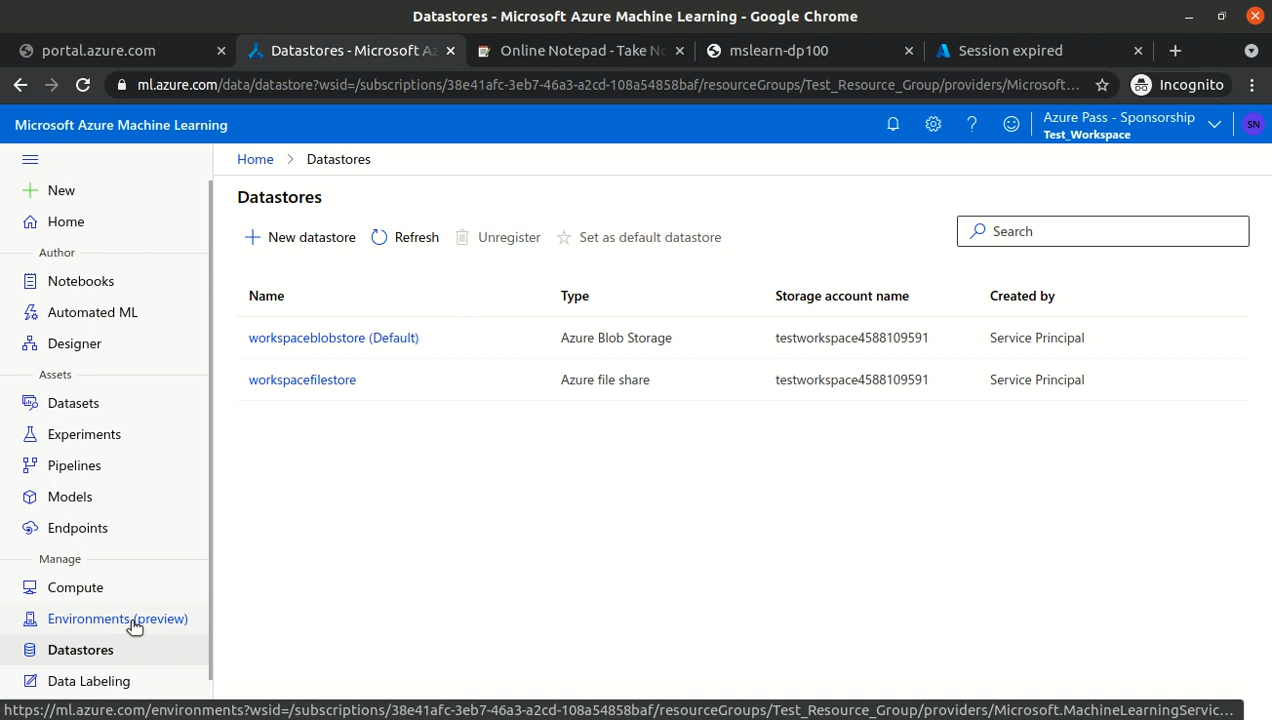 Datastores - Microsoft Azure Machine Learning - Google Chrome
portal.azure.com
Datastores - Microsoft Az
Online Notepad - Take No
mslearn-dp100
Session expired
ml.azure.com/data/datastore?wsid=/subscriptions/38e41afc-3eb7-46a3-a2cd-108a54858baf/resourceGroups/Test_Resource_Group/providers/Microsoft...
Incognito
Microsoft Azure Machine Learning
Azure Pass - Sponsorship
Test_Workspace
SN
Home > Datastores
New
Home
Author
Notebooks
Automated ML
Designer
Assets
Datasets
Experiments
Pipelines
Models
Endpoints
Manage
Compute
Environments (preview)
Datastores
Data Labeling
Datastores
New datastore Refresh Unregister Set as default datastore
Search
Name Type Storage account name Created by
workspaceblobstore (Default) Azure Blob Storage testworkspace4588109591 Service Principal
workspacefilestore Azure file share testworkspace4588109591 Service Principal
https://ml.azure.com/environments?wsid=/subscriptions/38e41afc-3eb7-46a3-a2cd-108a54858baf/resourceGroups/Test_Resource_Group/providers/Microsoft.MachineLearningServic...